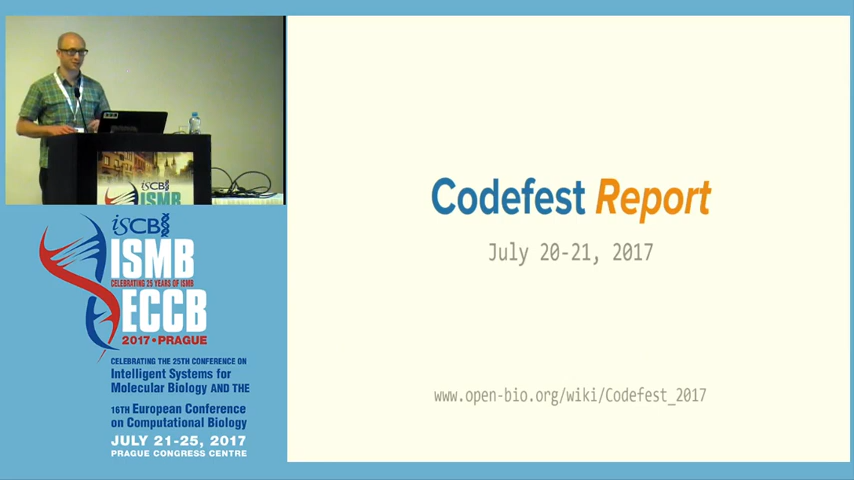 iSCB
ISMB
Codefest Report
July 20-21, 2017
www.open-bio.org/wiki/Codefest_2017
iSCB
ISMB
CELEBRATING 25 YEARS OF ISMB
ECCB
2017 • PRAGUE
CELEBRATING THE 25TH CONFERENCE ON
Intelligent Systems for
Molecular Biology AND THE
16TH European Conference
on Computational Biology
JULY 21-25, 2017
PRAGUE CONGRESS CENTRE